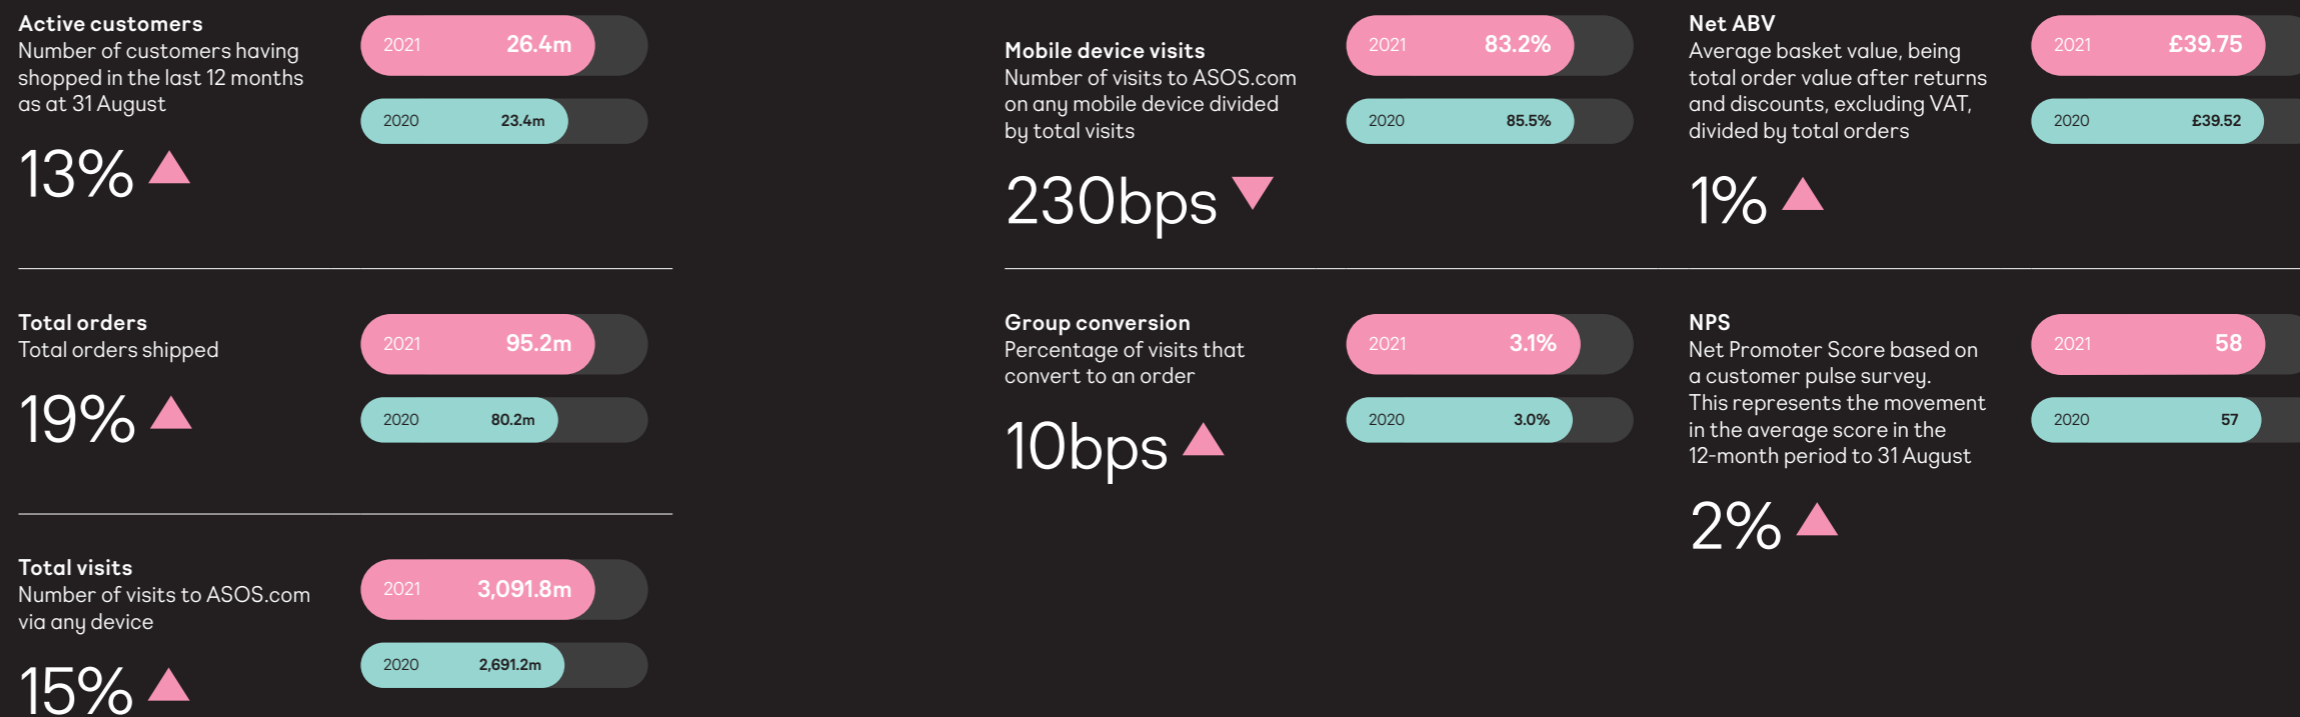 Active customers
Number of customers having
shopped in the last 12 months
as at 31 August
13%
2021 26.4m
2020 23.4m
Total orders
Total orders shipped
19%
2021 95.2m
2020 80.2m
Total visits
Number of visits to ASOS.com
via any device
15%
2021 3,091.8m
2020 2,691.2m
Mobile device visits
Number of visits to ASOS.com
on any mobile device divided
by total visits
230bps
2021 83.2%
2020 85.5%
Group conversion
Percentage of visits that
convert to an order
10bps
2021 3.1%
2020 3.0%
Net ABV
Average basket value, being
total order value after returns
and discounts, excluding VAT,
divided by total orders
1%
2021 £39.75
2020 £39.52
NPS
Net Promoter Score based on
a customer pulse survey.
This represents the movement
in the average score in the
12-month period to 31 August
2%
2021 58
2020 57